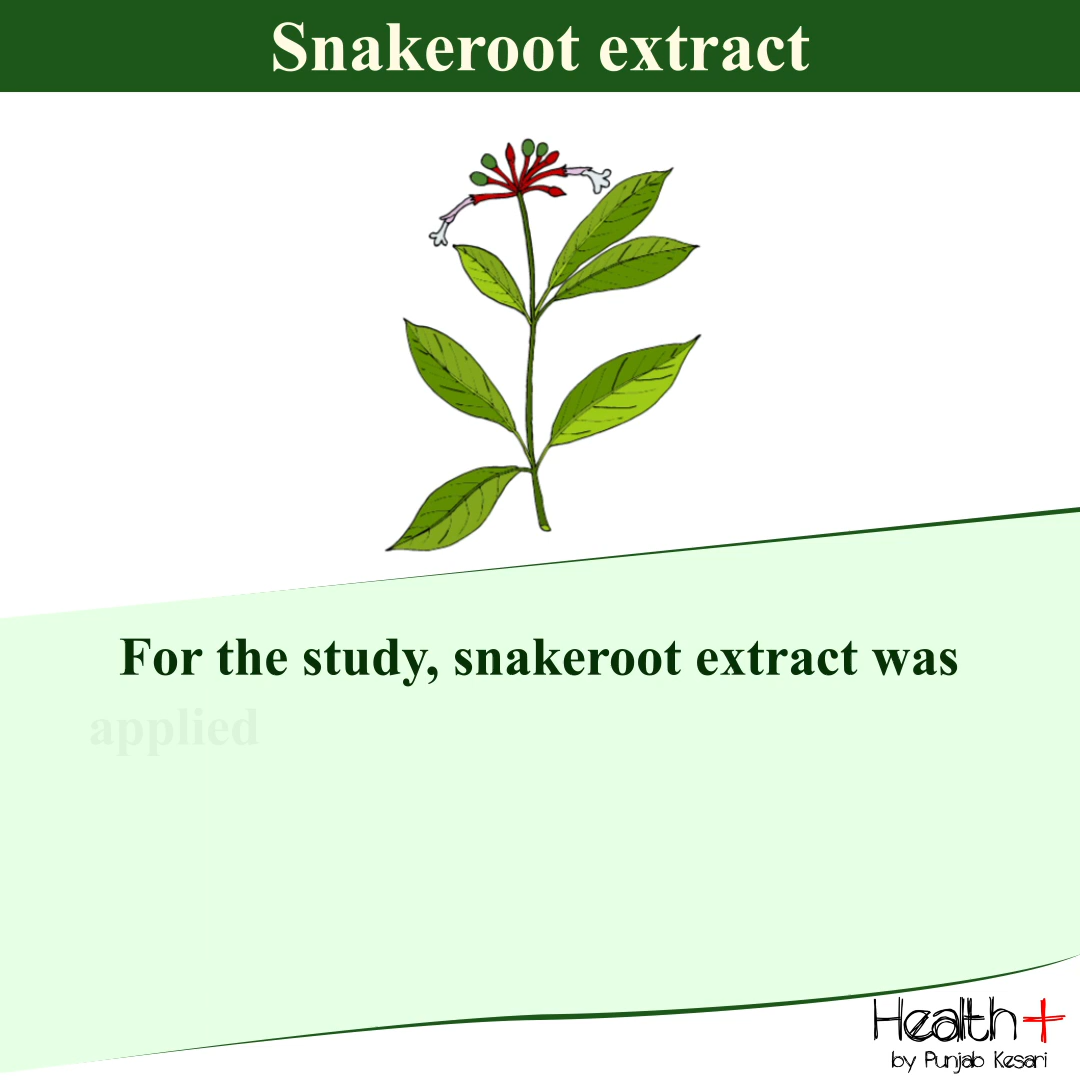 Snakeroot extract
For the study, snakeroot extract was
applied
Health+
by Punjab Kesari